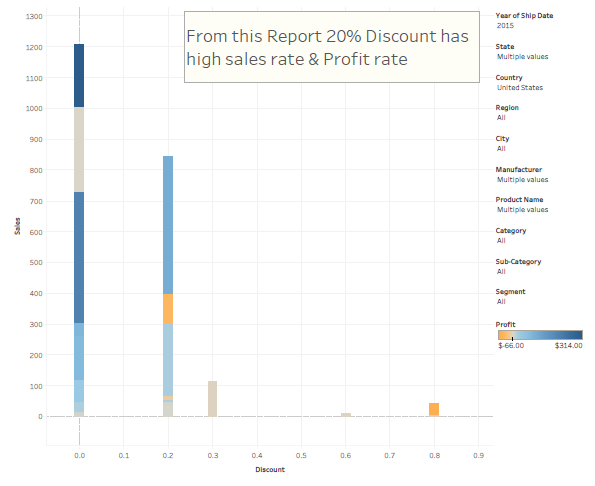 From this Report 20% Discount has
high sales rate & Profit rate
1300
1200
1100
1000
900
800
700
600
500
400
300
200
100
0
Sales
0.0 0.1 0.2 0.3 0.4 0.5 0.6 0.7 0.8 0.9
Discount
Year of Ship Date
2015
State
Multiple values
Country
United States
Region
All
City
All
Manufacturer
Multiple values
Product Name
Multiple values
Category
All
Sub-Category
All
Segment
All
Profit
$-66.00 $314.00